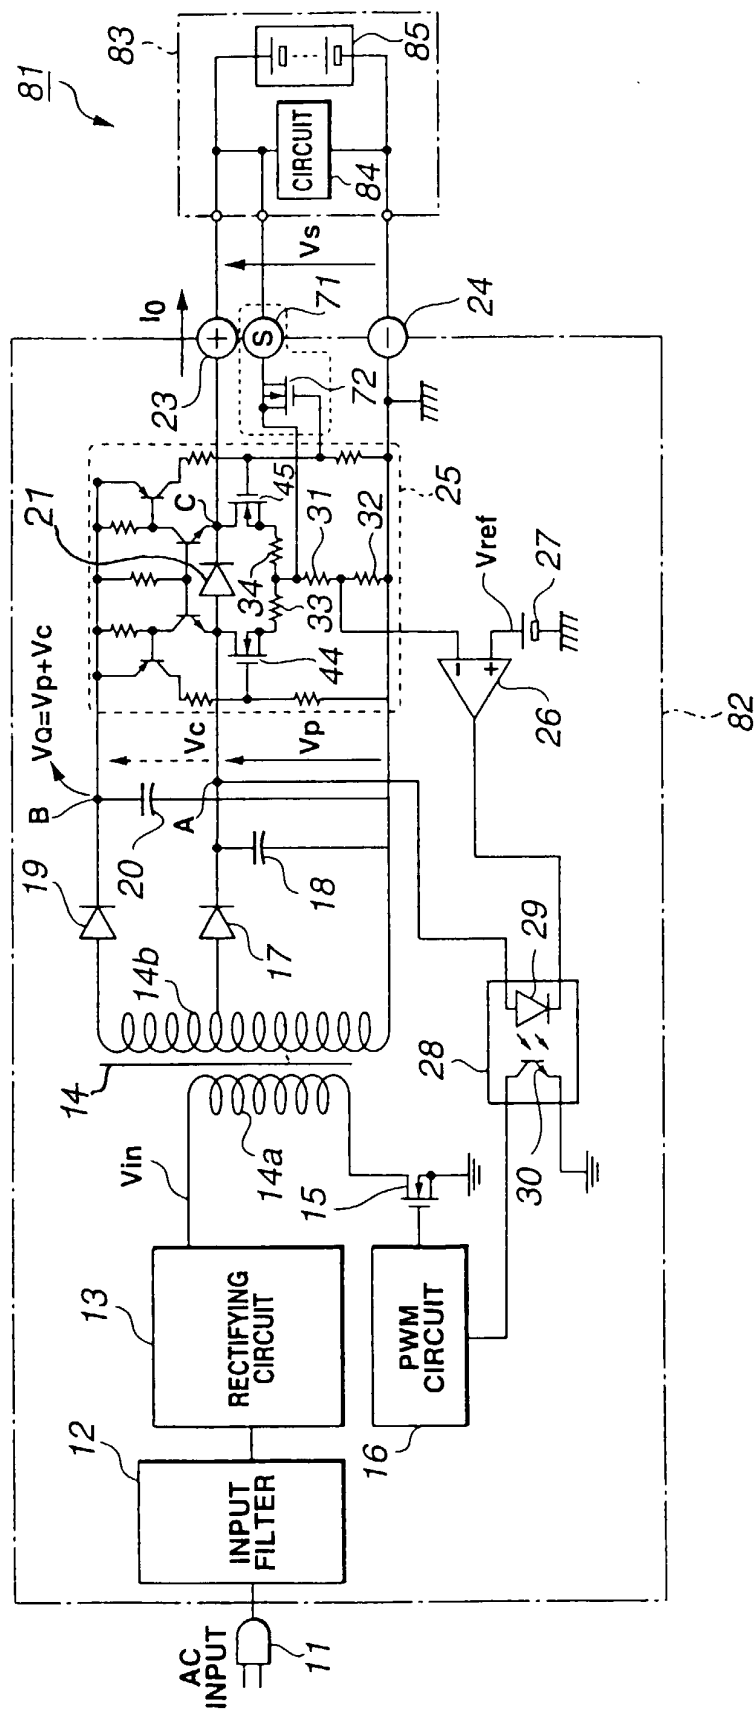 81
83
85
CIRCUIT
84
Vs
I0
+
S
−
23
71
24
72
21
C
45
34
31
33
32
25
44
VQ=Vp+Vc
B
Vc
Vp
A
19
20
17
18
Vref
27
−
+
26
82
14
14b
14a
28
29
30
Vin
15
13
RECTIFYING
CIRCUIT
PWM
CIRCUIT
16
12
INPUT
FILTER
AC
INPUT
11